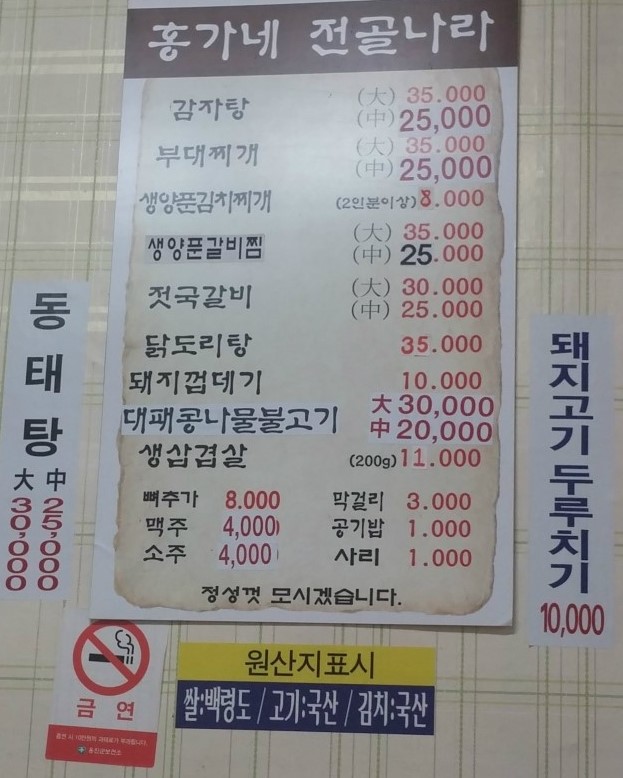 홍가네 전골나라
감자탕 (大) 35.000
(中) 25,000
부대찌개 (大) 35.000
(中) 25,000
생양푼김치찌개 (2인분이상) 8.000
생양푼갈비찜 (大) 35.000
(中) 25.000
젓국갈비 (大) 30.000
(中) 25.000
닭도리탕 35.000
돼지껍데기 10.000
대패콩나물불고기 大 30,000
中 20,000
생삽겹살 (200g) 11.000
뼈추가 8.000 막걸리 3.000
맥주 4,000 공기밥 1.000
소주 4,000 사리 1.000
정성껏 모시겠습니다.
동태탕
大 30,000
中 25,000
돼지고기 두루치기
10,000
금연
원산지표시
쌀:백령도 / 고기:국산 / 김치:국산